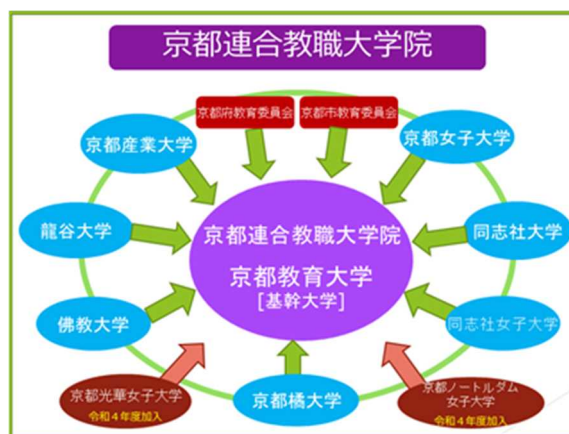 京都連合教職大学院
京都府教育委員会
京都市教育委員会
京都産業大学
京都女子大学
龍谷大学
京都連合教職大学院
同志社大学
京都教育大学
[基幹大学]
佛教大学
同志社女子大学
京都光華女子大学
令和4年度加入
京都橘大学
京都ノートルダム
女子大学
令和4年度加入